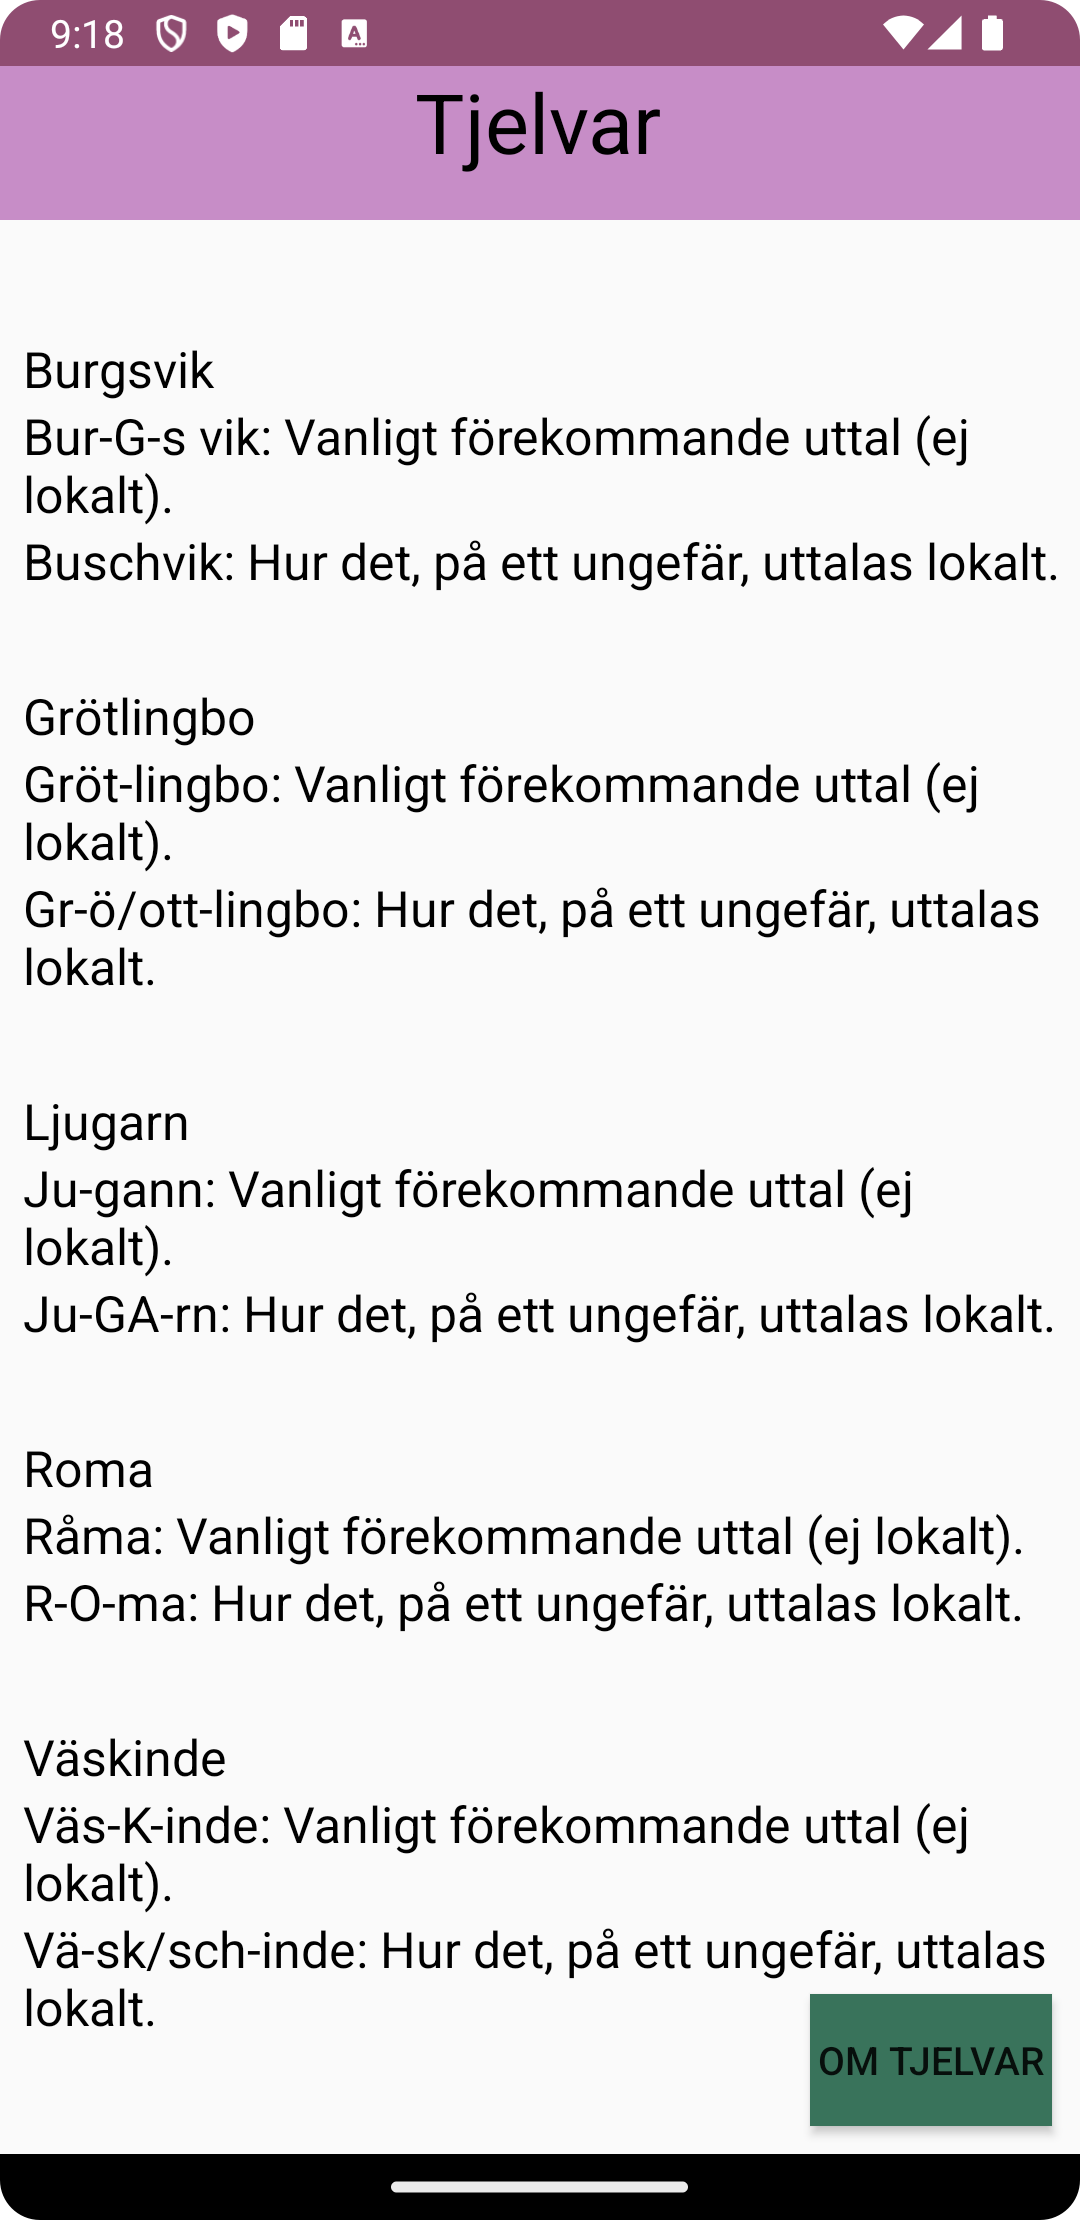 9:18
Tjelvar
Burgsvik
Bur-G-s vik: Vanligt förekommande uttal (ej
lokalt).
Buschvik: Hur det, på ett ungefär, uttalas lokalt.
Grötlingbo
Gröt-lingbo: Vanligt förekommande uttal (ej
lokalt).
Gr-ö/ott-lingbo: Hur det, på ett ungefär, uttalas
lokalt.
Ljugarn
Ju-gann: Vanligt förekommande uttal (ej
lokalt).
Ju-GA-rn: Hur det, på ett ungefär, uttalas lokalt.
Roma
Råma: Vanligt förekommande uttal (ej lokalt).
R-O-ma: Hur det, på ett ungefär, uttalas lokalt.
Väskinde
Väs-K-inde: Vanligt förekommande uttal (ej
lokalt).
Vä-sk/sch-inde: Hur det, på ett ungefär, uttalas
lokalt.
OM TJELVAR